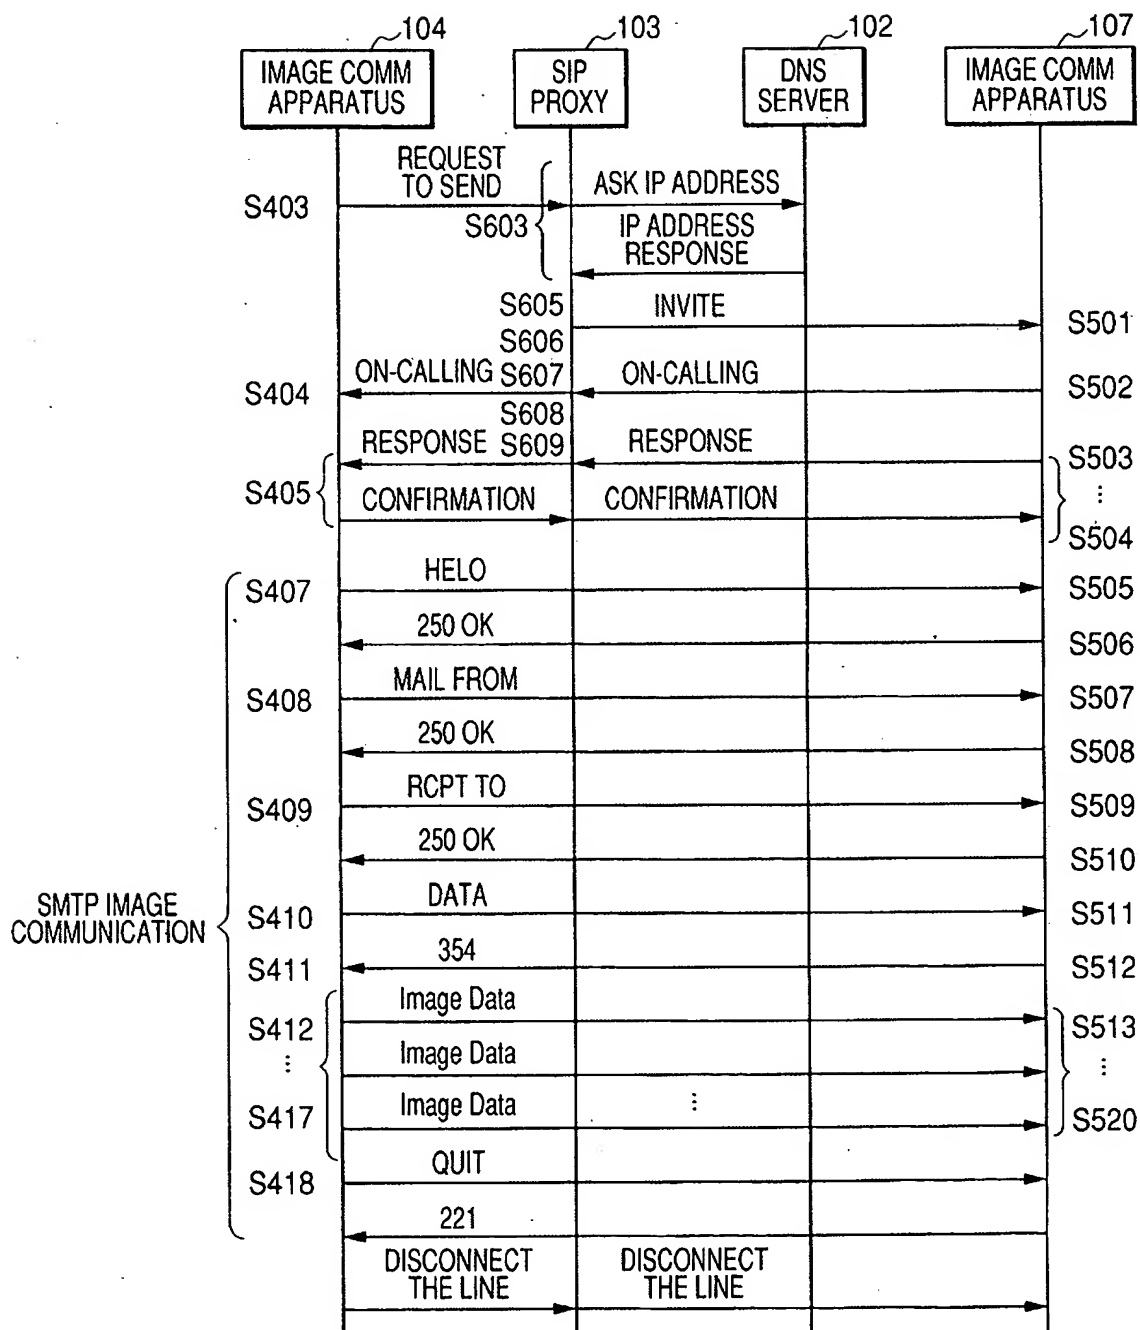 104
103
102
107
IMAGE COMM
APPARATUS
SIP
PROXY
DNS
SERVER
IMAGE COMM
APPARATUS
REQUEST
TO SEND
ASK IP ADDRESS
S403
S603
IP ADDRESS
RESPONSE
S605
INVITE
S501
S606
ON-CALLING
S607
ON-CALLING
S404
S502
S608
RESPONSE
S609
RESPONSE
S503
S405
CONFIRMATION
CONFIRMATION
⋮
S504
S407
HELO
S505
250 OK
S506
S408
MAIL FROM
S507
250 OK
S508
S409
RCPT TO
S509
250 OK
S510
SMTP IMAGE
COMMUNICATION
S410
DATA
S511
S411
354
S512
S412
Image Data
S513
⋮
Image Data
⋮
S417
Image Data
⋮
S520
S418
QUIT
221
DISCONNECT
THE LINE
DISCONNECT
THE LINE